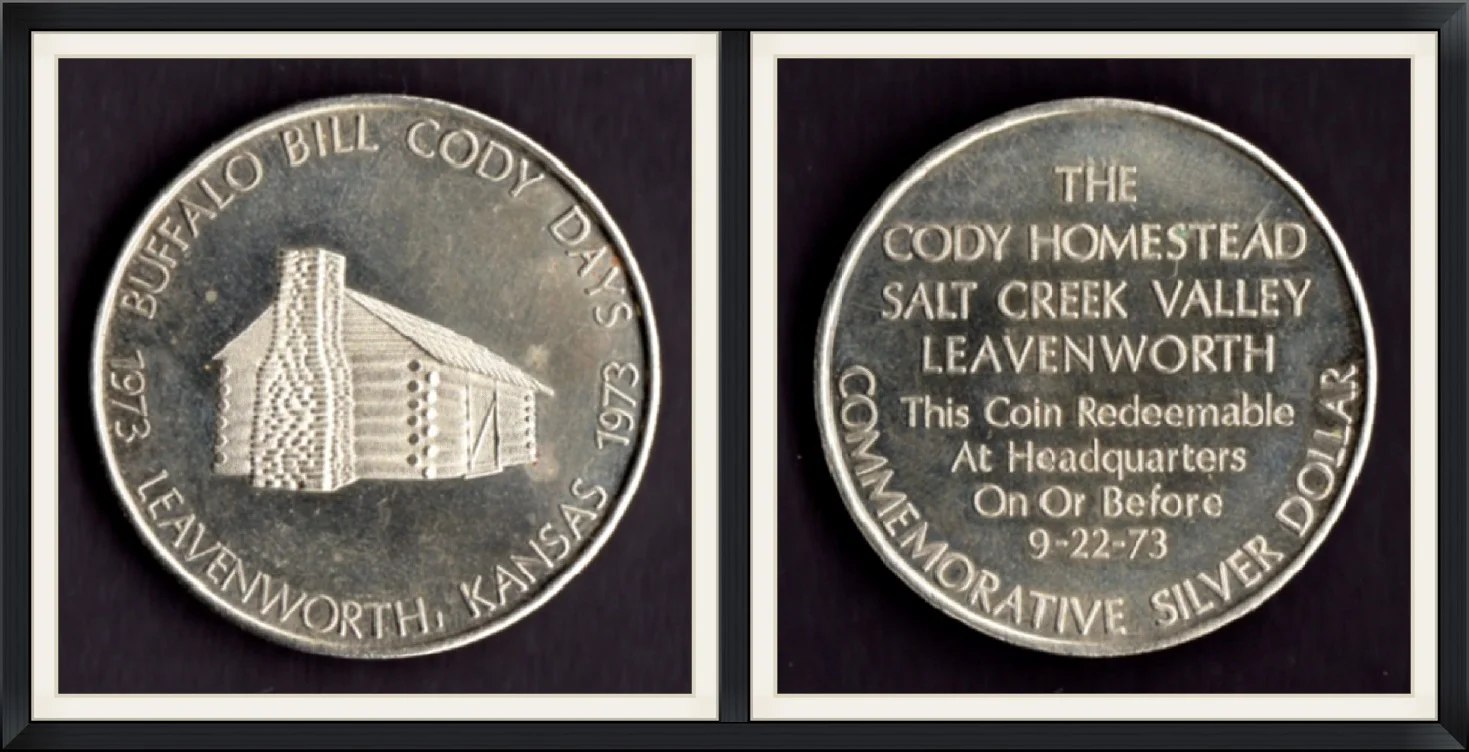 BUFFALO BILL CODY DAYS
1973 LEAVENWORTH, KANSAS 1973
THE
CODY HOMESTEAD
SALT CREEK VALLEY
LEAVENWORTH
This Coin Redeemable
At Headquarters
On Or Before
9-22-73
COMMEMORATIVE SILVER DOLLAR